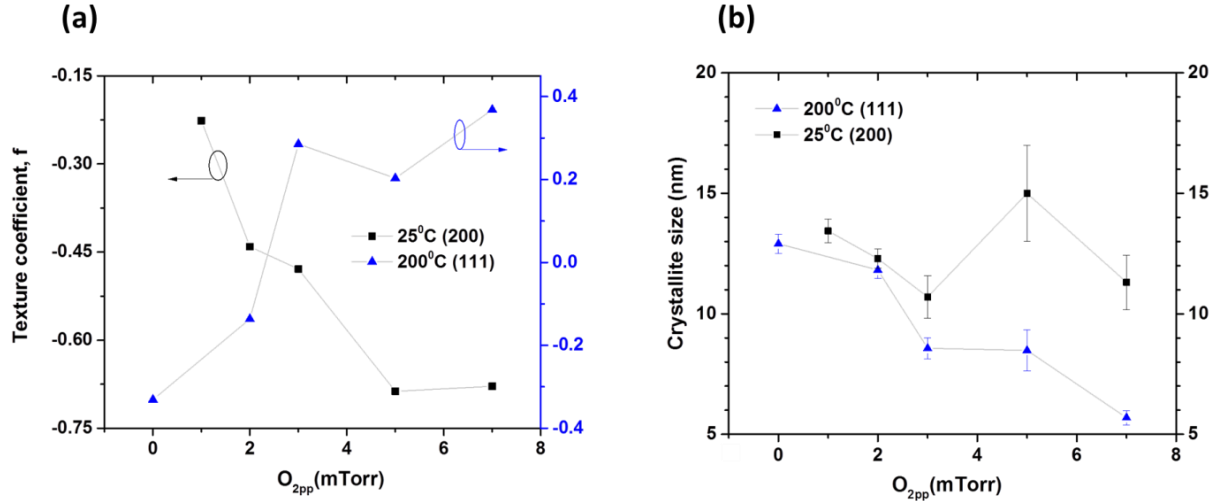 (a)
Texture coefficient, f
-0.15
-0.30
-0.45
-0.60
-0.75
0.4
0.2
0.0
-0.2
-0.4
25⁰C (200)
200⁰C (111)
0 2 4 6 8
O₂pp(mTorr)
(b)
Crystallite size (nm)
20
15
10
5
20
15
10
5
200⁰C (111)
25⁰C (200)
0 2 4 6 8
O₂pp(mTorr)